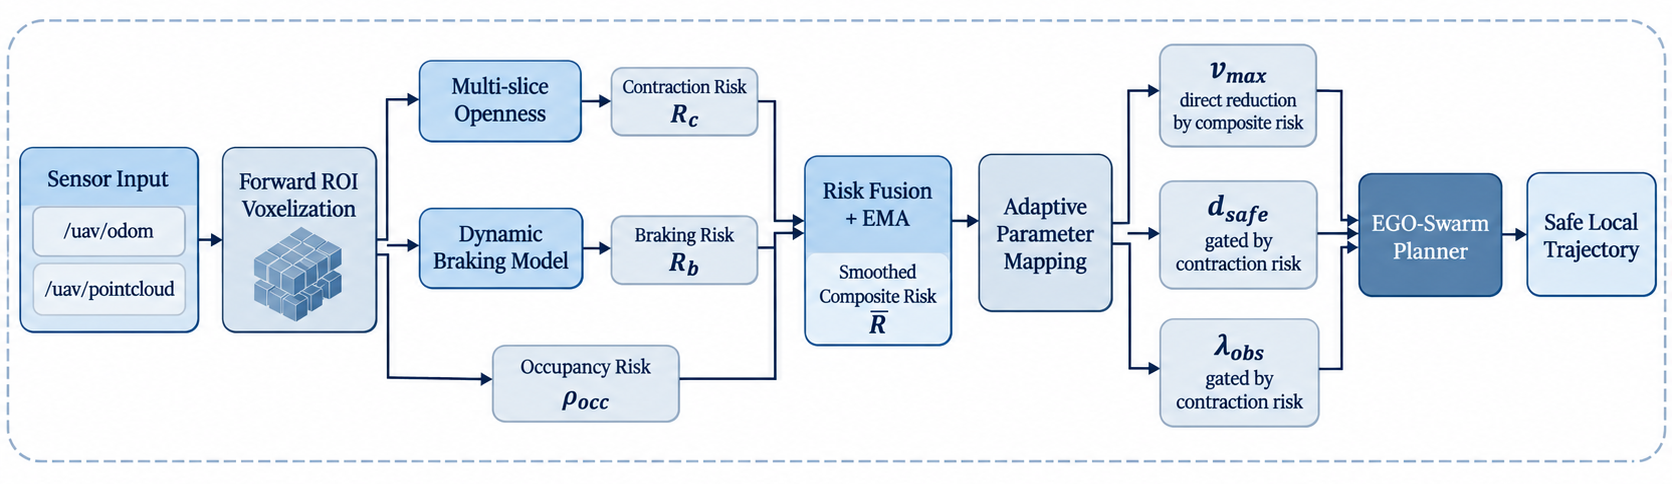 Sensor Input
/uav/odom
/uav/pointcloud
Forward ROI
Voxelization
Multi-slice
Openness
Contraction Risk
R_c
Dynamic
Braking Model
Braking Risk
R_b
Occupancy Risk
ρ_occ
Risk Fusion
+ EMA
Smoothed
Composite Risk
R̅
Adaptive
Parameter
Mapping
v_max
direct reduction
by composite risk
d_safe
gated by
contraction risk
λ_obs
gated by
contraction risk
EGO-Swarm
Planner
Safe Local
Trajectory